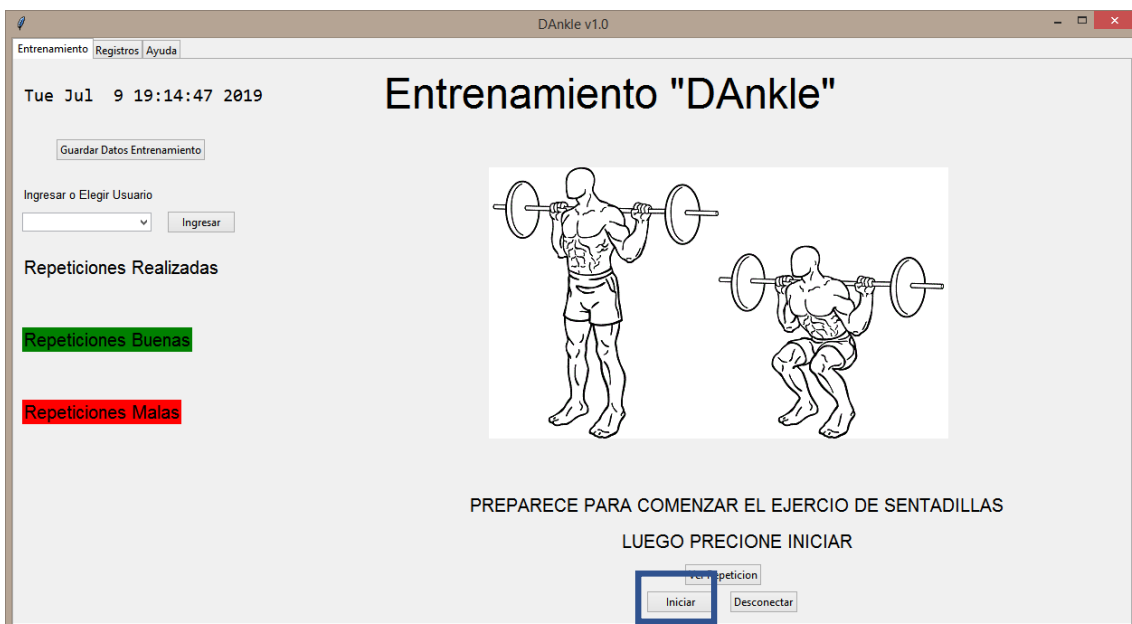 DAnkle v1.0
Entrenamiento Registros Ayuda
Tue Jul 9 19:14:47 2019
Entrenamiento "DAnkle"
Guardar Datos Entrenamiento
Ingresar o Elegir Usuario
Ingresar
Repeticiones Realizadas
Repeticiones Buenas
Repeticiones Malas
PREPARECE PARA COMENZAR EL EJERCIO DE SENTADILLAS
LUEGO PRECIONE INICIAR
Ver Repeticion
Iniciar Desconectar